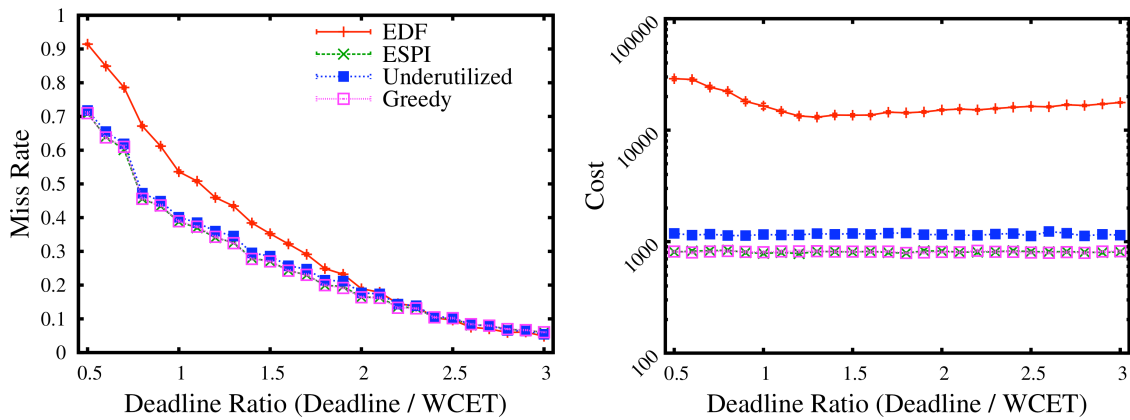 1
0.9
0.8
0.7
0.6
0.5
0.4
0.3
0.2
0.1
0
Miss Rate
EDF
ESPI
Underutilized
Greedy
0.5 1 1.5 2 2.5 3
Deadline Ratio (Deadline / WCET)
100000
10000
1000
100
Cost
0.5 1 1.5 2 2.5 3
Deadline Ratio (Deadline / WCET)